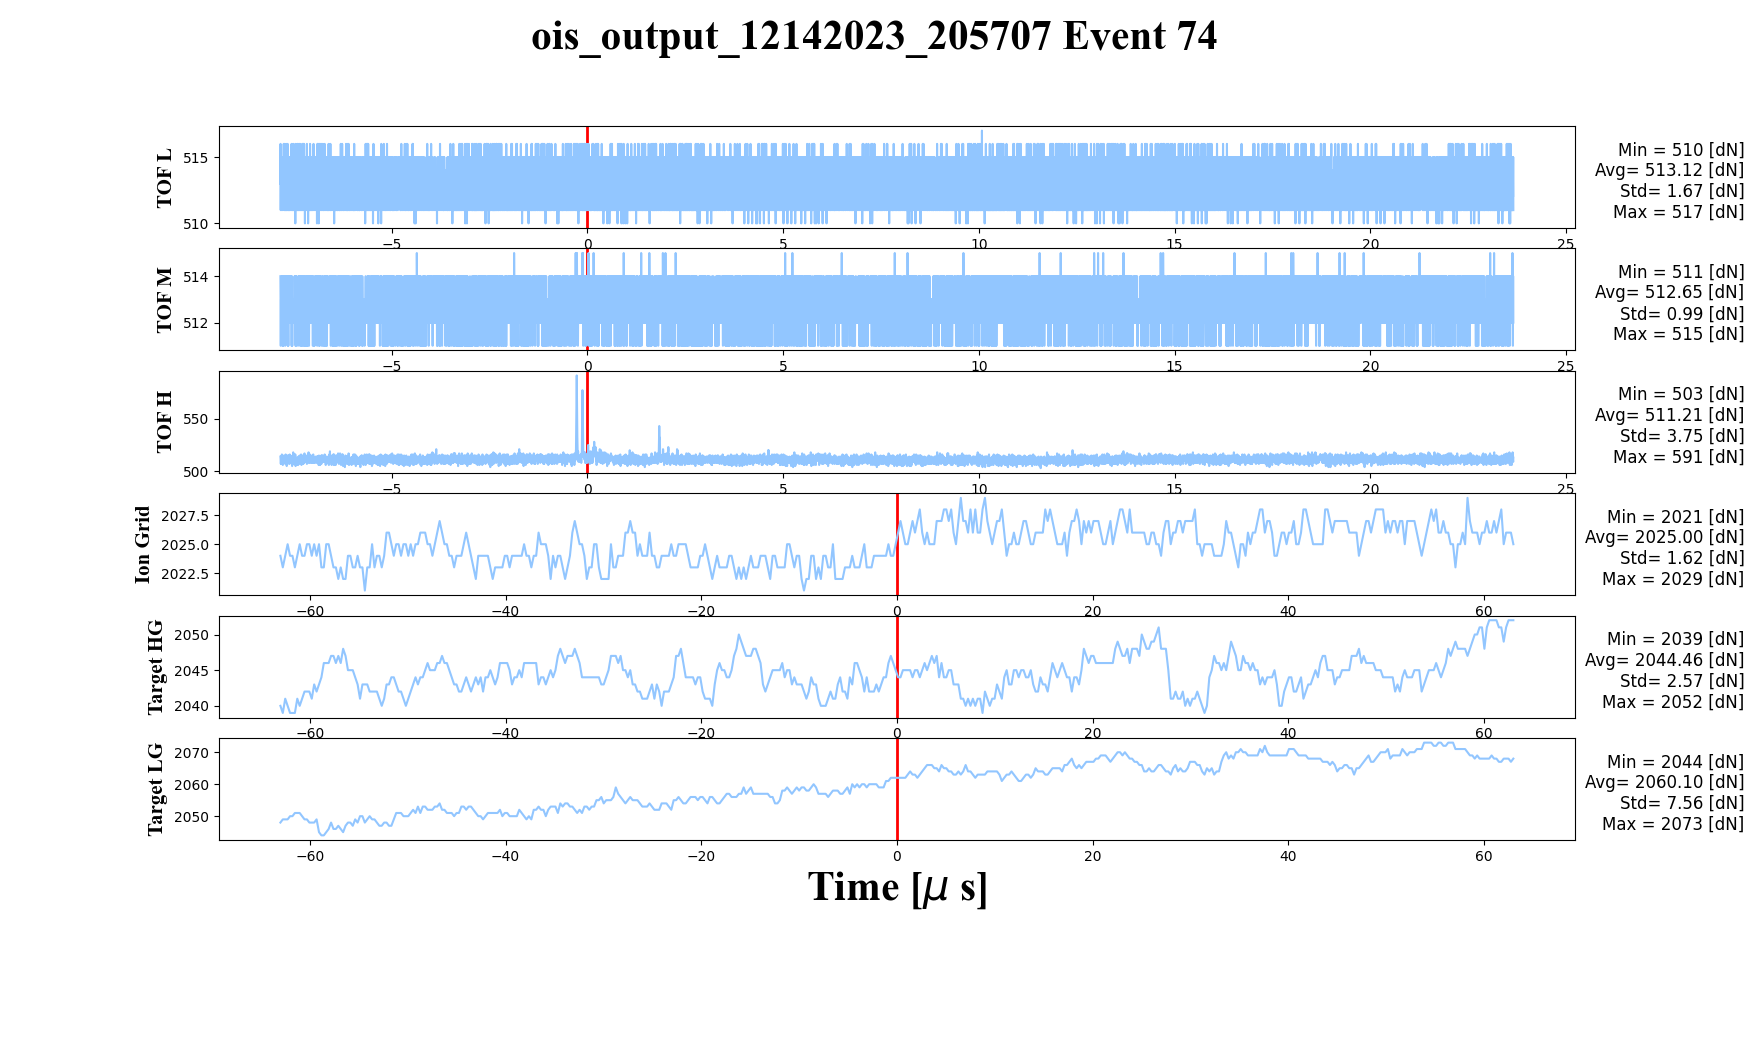 ois_output_12142023_205707 Event 74
TOF L
515
510
−5
0
5
10
15
20
25
Min = 510 [dN]
Avg= 513.12 [dN]
Std= 1.67 [dN]
Max = 517 [dN]
TOF M
514
512
−5
0
5
10
15
20
25
Min = 511 [dN]
Avg= 512.65 [dN]
Std= 0.99 [dN]
Max = 515 [dN]
TOF H
550
500
−5
0
5
10
15
20
25
Min = 503 [dN]
Avg= 511.21 [dN]
Std= 3.75 [dN]
Max = 591 [dN]
Ion Grid
2027.5
2025.0
2022.5
−60
−40
−20
0
20
40
60
Min = 2021 [dN]
Avg= 2025.00 [dN]
Std= 1.62 [dN]
Max = 2029 [dN]
Target HG
2050
2045
2040
−60
−40
−20
0
20
40
60
Min = 2039 [dN]
Avg= 2044.46 [dN]
Std= 2.57 [dN]
Max = 2052 [dN]
Target LG
2070
2060
2050
−60
−40
−20
0
20
40
60
Min = 2044 [dN]
Avg= 2060.10 [dN]
Std= 7.56 [dN]
Max = 2073 [dN]
Time [μ s]